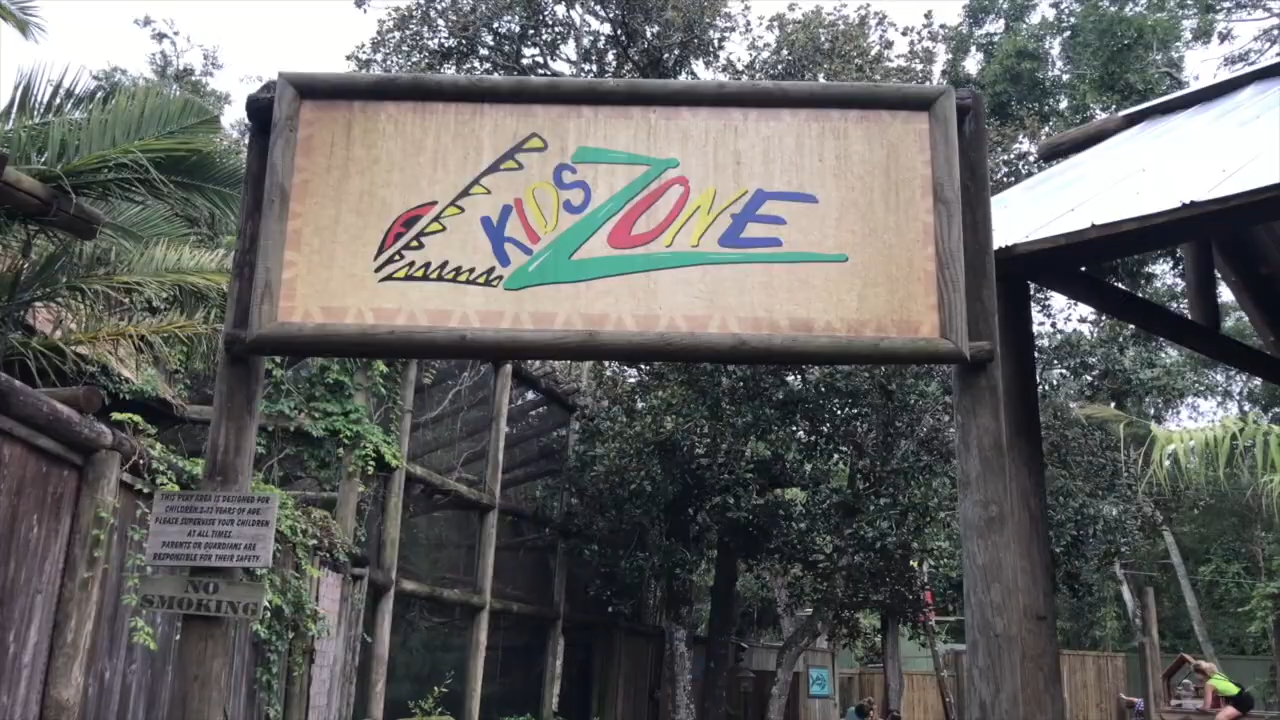 KIDS ZONE
THIS PLAY AREA IS DESIGNED FOR
CHILDREN 2-12 YEARS OF AGE.
PLEASE SUPERVISE YOUR CHILDREN
AT ALL TIMES.
PARENTS OR GUARDIANS ARE
RESPONSIBLE FOR THEIR SAFETY.
NO
SMOKING